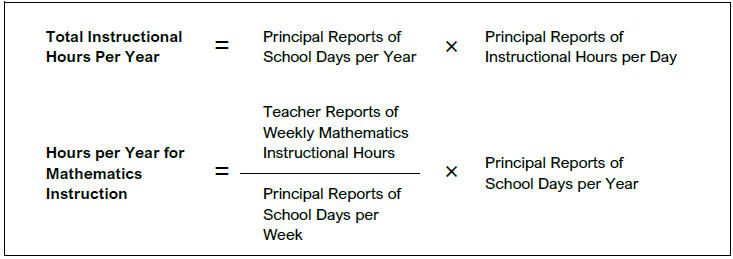 Total Instructional
Hours Per Year
=
Principal Reports of
School Days per Year
×
Principal Reports of
Instructional Hours per Day
Hours per Year for
Mathematics
Instruction
=
Teacher Reports of
Weekly Mathematics
Instructional Hours
Principal Reports of
School Days per
Week
×
Principal Reports of
School Days per Year